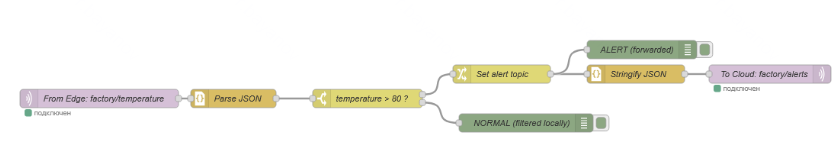 ALERT (forwarded)
Set alert topic
Stringify JSON
To Cloud: factory/alerts
подключен
From Edge: factory/temperature
Parse JSON
temperature > 80 ?
подключен
NORMAL (filtered locally)